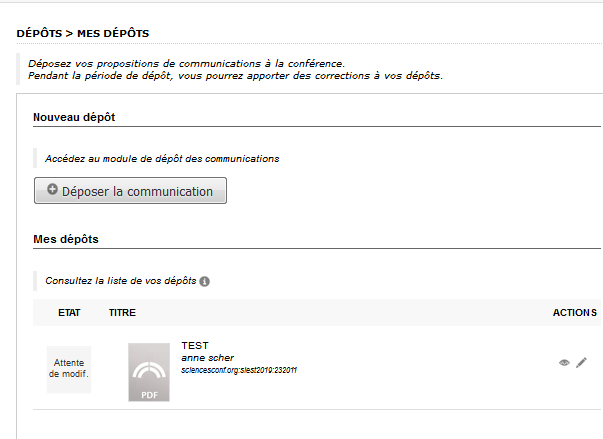 DÉPÔTS > MES DÉPÔTS
Déposez vos propositions de communications à la conférence.
Pendant la période de dépôt, vous pourrez apporter des corrections à vos dépôts.
Nouveau dépôt
Accédez au module de dépôt des communications
Déposer la communication
Mes dépôts
Consultez la liste de vos dépôts
ETAT TITRE ACTIONS
Attente
de modif.
PDF
TEST
anne scher
sciencesconf.org:slest2019:232011